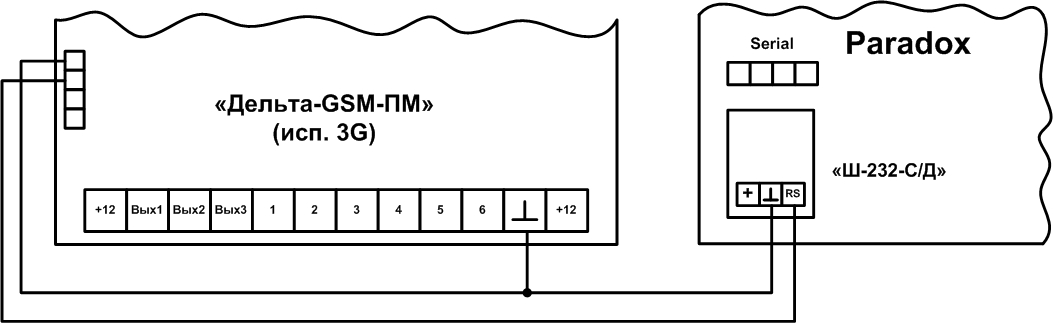 Serial
Paradox
«Дельта-GSM-ПМ»
(исп. 3G)
«Ш-232-С/Д»
+ ⊥ RS
+12 Вых1 Вых2 Вых3 1 2 3 4 5 6 ⊥ +12